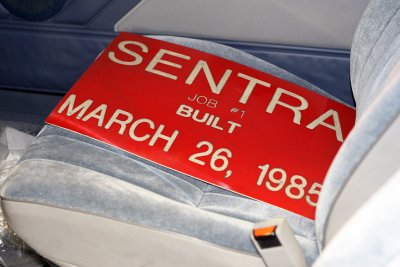 SENTRA
JOB #1
BUILT
MARCH 26, 1985